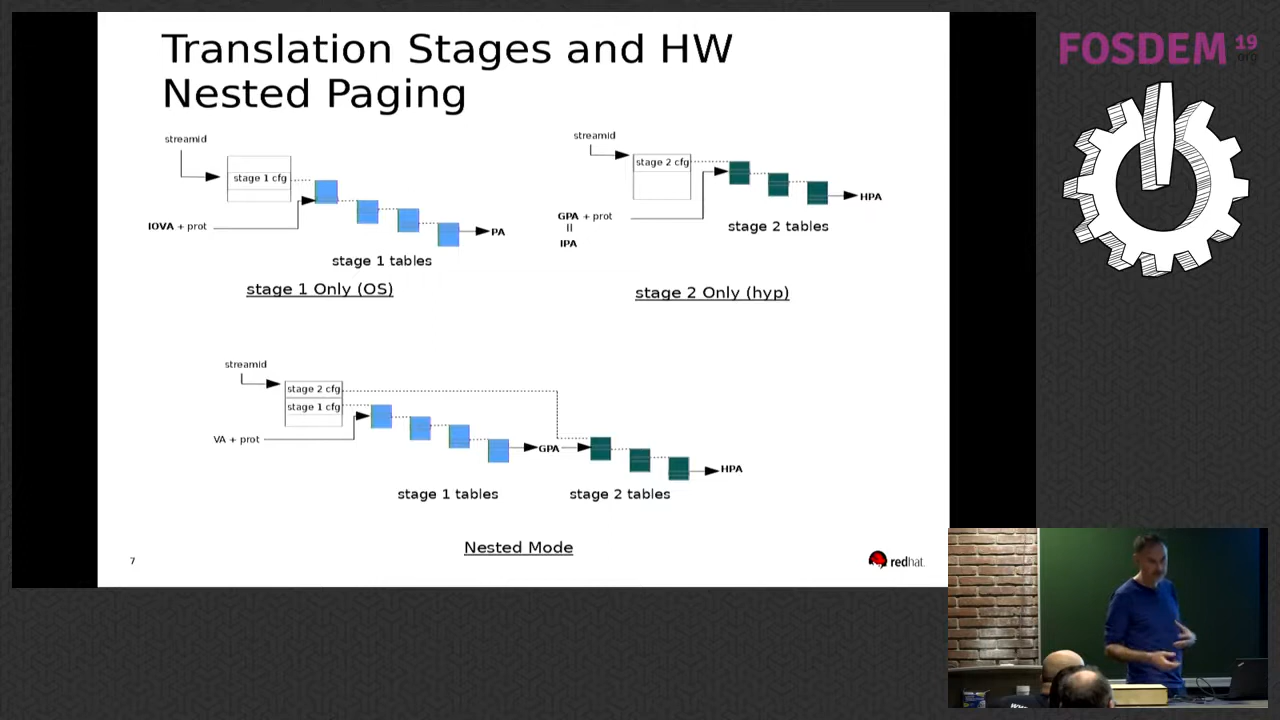 Translation Stages and HW
Nested Paging
streamid
stage 1 cfg
IOVA + prot
PA
stage 1 tables
stage 1 Only (OS)
streamid
stage 2 cfg
GPA + prot
=
IPA
HPA
stage 2 tables
stage 2 Only (hyp)
streamid
stage 2 cfg
stage 1 cfg
VA + prot
GPA
HPA
stage 1 tables
stage 2 tables
Nested Mode
7
redhat.
FOSDEM 19
.org